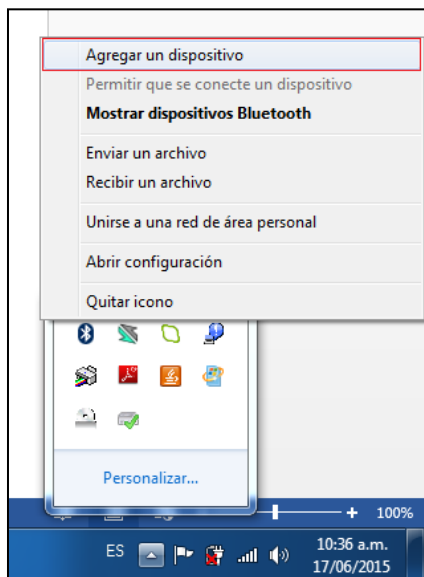 Agregar un dispositivo
Permitir que se conecte un dispositivo
Mostrar dispositivos Bluetooth
Enviar un archivo
Recibir un archivo
Unirse a una red de área personal
Abrir configuración
Quitar icono
Personalizar...
100%
ES
10:36 a.m.
17/06/2015